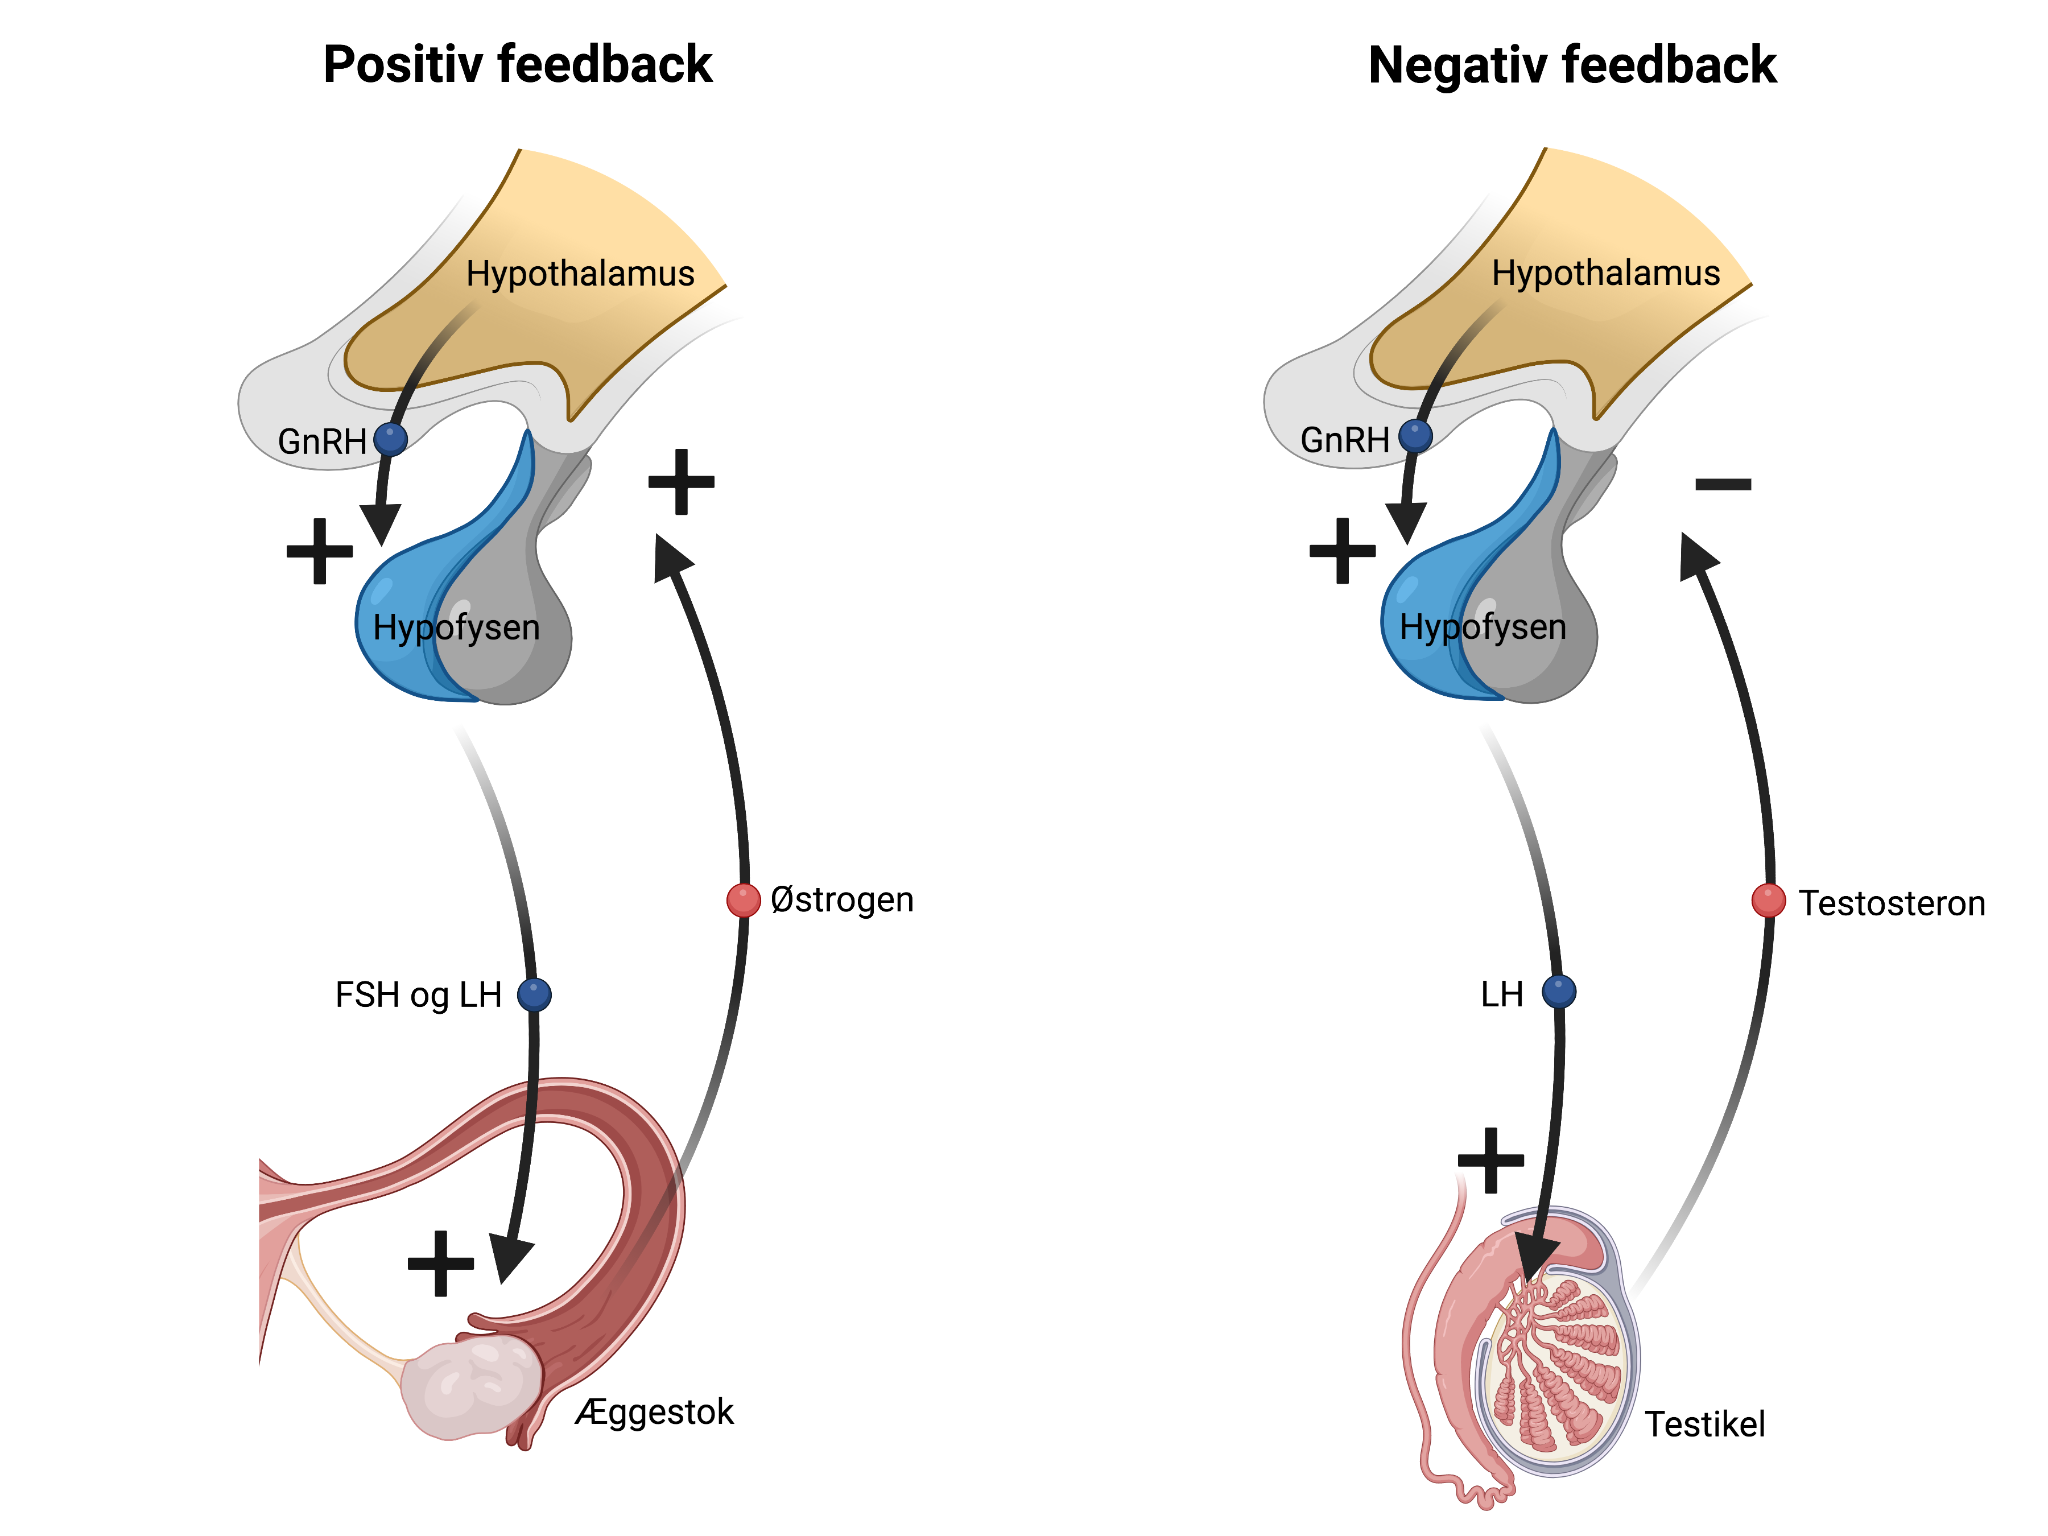 Positiv feedback
Hypothalamus
GnRH
+
+
Hypofysen
Østrogen
FSH og LH
+
Æggestok
Negativ feedback
Hypothalamus
GnRH
−
+
Hypofysen
Testosteron
LH
+
Testikel